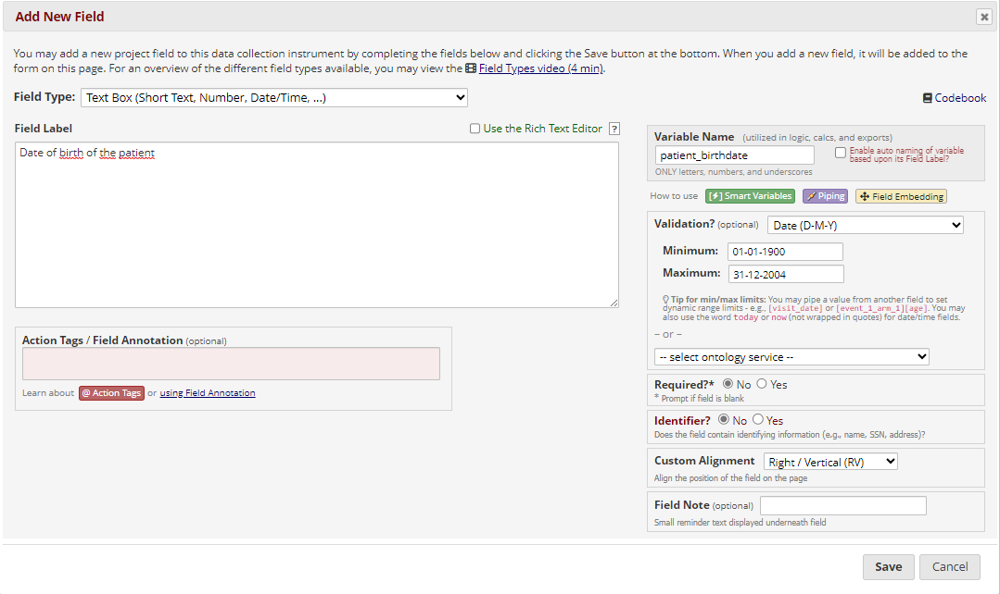 Add New Field
You may add a new project field to this data collection instrument by completing the fields below and clicking the Save button at the bottom. When you add a new field, it will be added to the
form on this page. For an overview of the different field types available, you may view the Field Types video (4 min).
Field Type: Text Box (Short Text, Number, Date/Time, ...)
Codebook
Field Label
Use the Rich Text Editor ?
Date of birth of the patient
Action Tags / Field Annotation (optional)
Learn about @ Action Tags or using Field Annotation
Variable Name (utilized in logic, calcs, and exports)
patient_birthdate
Enable auto naming of variable
based upon its Field Label?
ONLY letters, numbers, and underscores
How to use [⚡] Smart Variables Piping Field Embedding
Validation? (optional) Date (D-M-Y)
Minimum: 01-01-1900
Maximum: 31-12-2004
Tip for min/max limits: You may pipe a value from another field to set
dynamic range limits - e.g., [visit_date] or [event_1_arm_1][age]. You may
also use the word today or now (not wrapped in quotes) for date/time fields.
-- or --
-- select ontology service --
Required?* No Yes
* Prompt if field is blank
Identifier? No Yes
Does the field contain identifying information (e.g., name, SSN, address)?
Custom Alignment Right / Vertical (RV)
Align the position of the field on the page
Field Note (optional)
Small reminder text displayed underneath field
Save Cancel